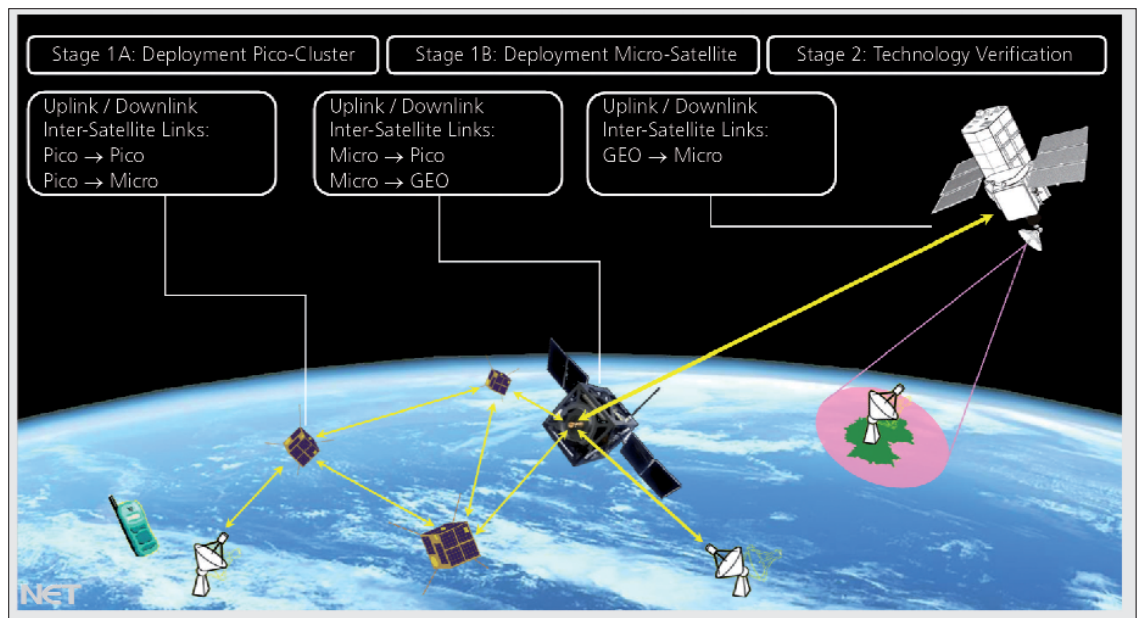 Stage 1A: Deployment Pico-Cluster
Stage 1B: Deployment Micro-Satellite
Stage 2: Technology Verification
Uplink / Downlink
Inter-Satellite Links:
Pico → Pico
Pico → Micro
Uplink / Downlink
Inter-Satellite Links:
Micro → Pico
Micro → GEO
Uplink / Downlink
Inter-Satellite Links:
GEO → Micro
NET